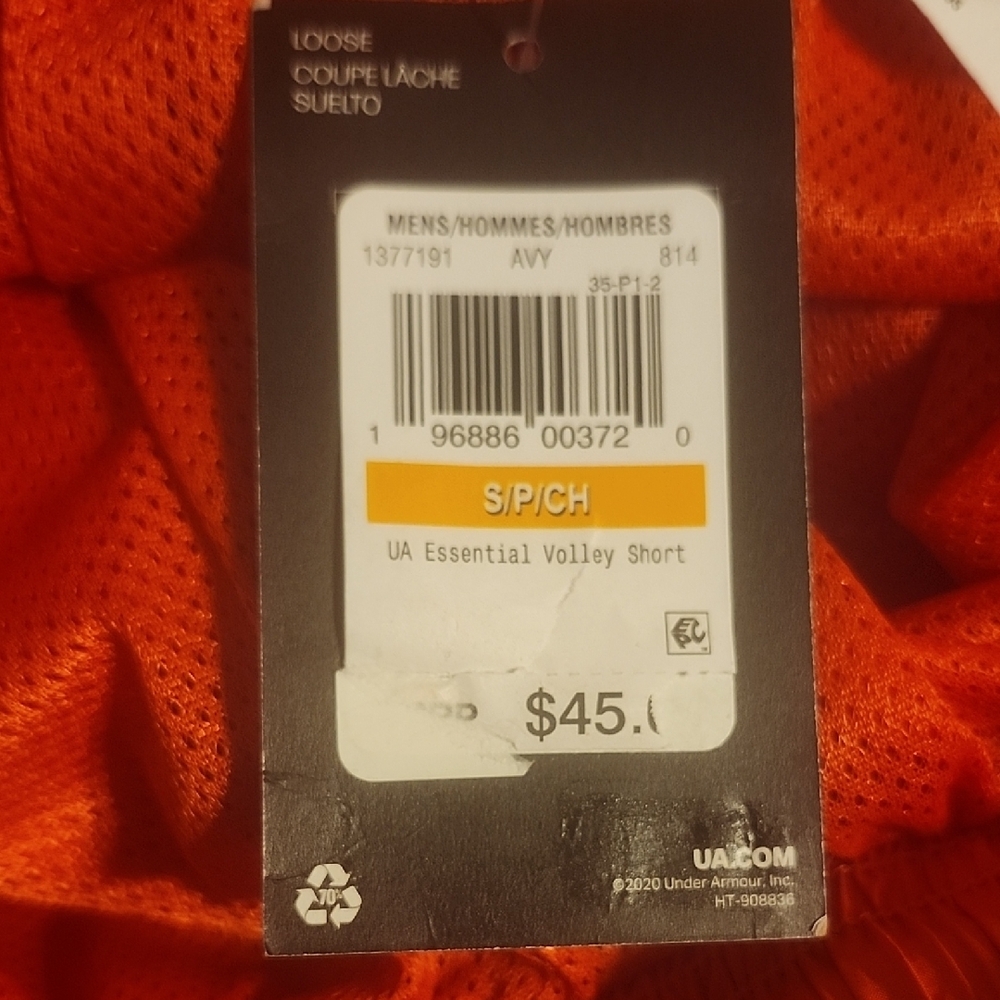 LOOSE
COUPE LÂCHE
SUELTO
MENS/HOMMES/HOMBRES
1377191 AVY 814
35-P1-2
1 96886 00372 0
S/P/CH
UA Essential Volley Short
$45.
70%
UA.COM
©2020 Under Armour, Inc.
HT-908836